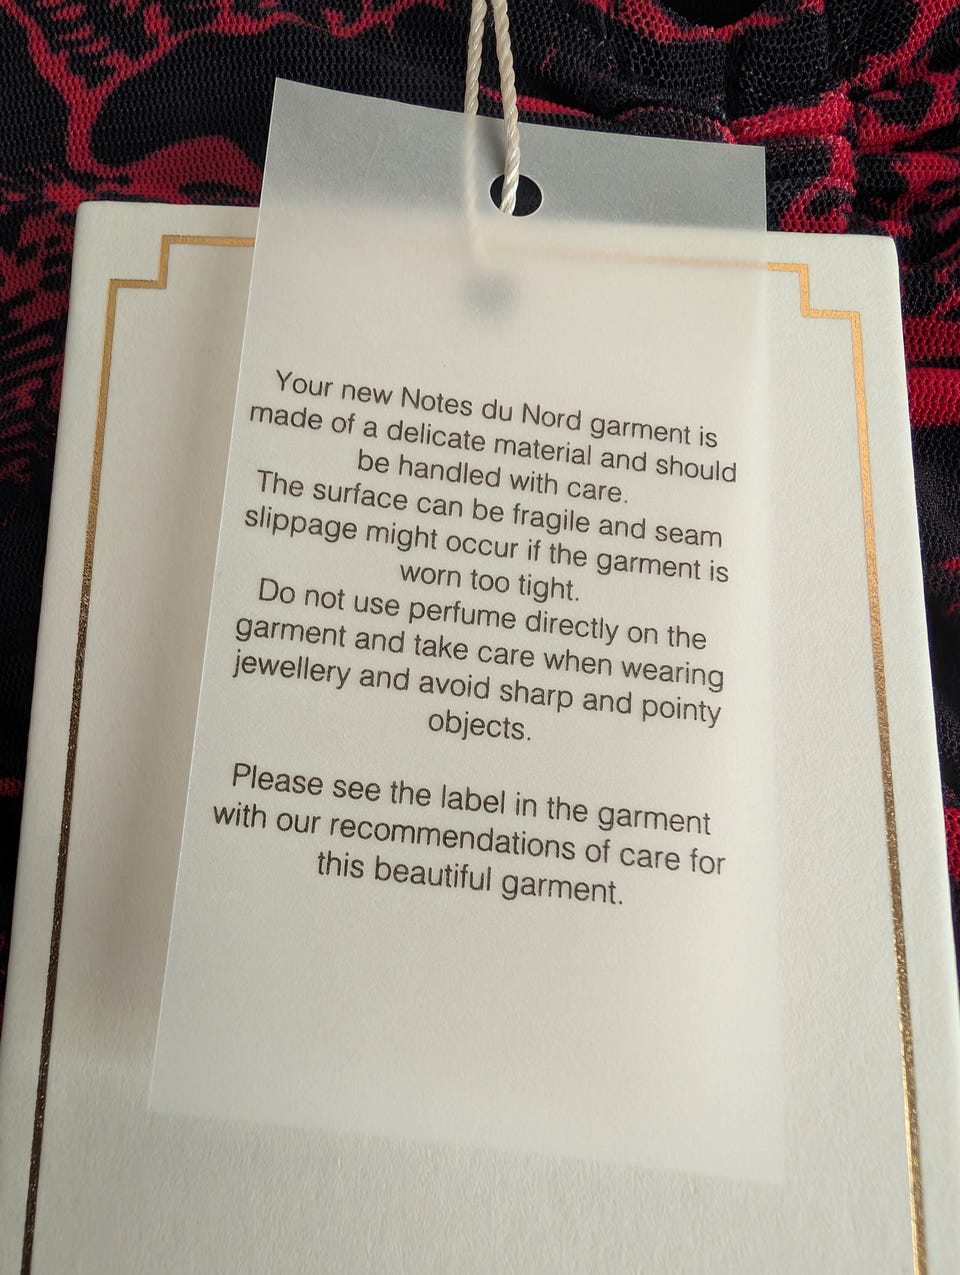 Your new Notes du Nord garment is
made of a delicate material and should
be handled with care.
The surface can be fragile and seam
slippage might occur if the garment is
worn too tight.
Do not use perfume directly on the
garment and take care when wearing
jewellery and avoid sharp and pointy
objects.
Please see the label in the garment
with our recommendations of care for
this beautiful garment.